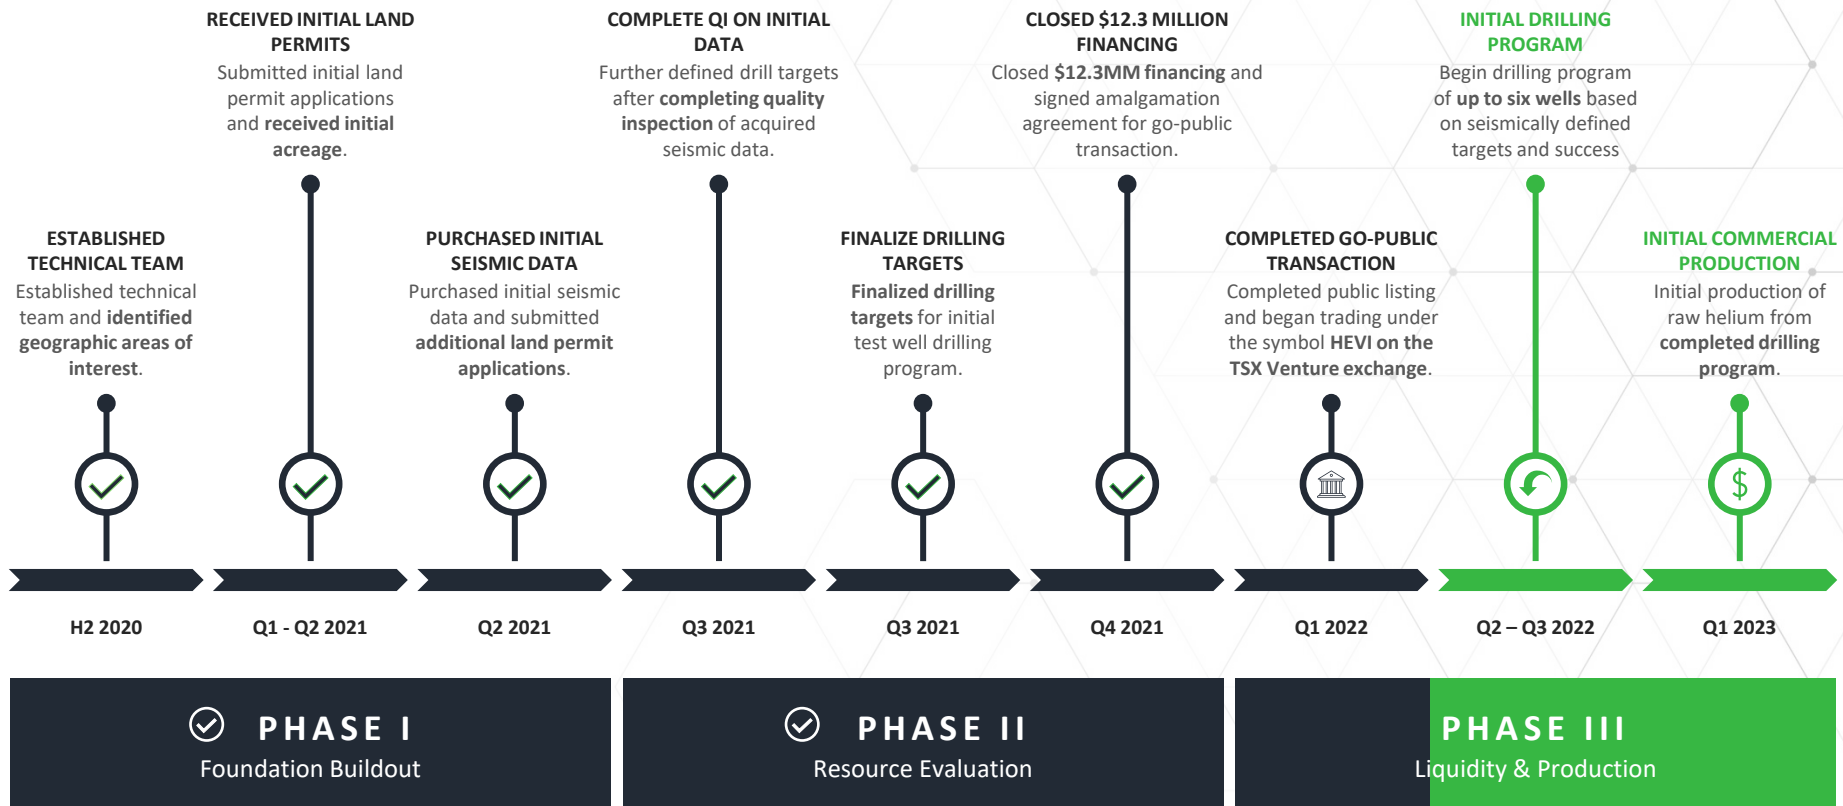 RECEIVED INITIAL LAND
PERMITS
Submitted initial land
permit applications
and received initial
acreage.
COMPLETE QI ON INITIAL
DATA
Further defined drill targets
after completing quality
inspection of acquired
seismic data.
CLOSED $12.3 MILLION
FINANCING
Closed $12.3MM financing and
signed amalgamation
agreement for go-public
transaction.
INITIAL DRILLING
PROGRAM
Begin drilling program
of up to six wells based
on seismically defined
targets and success
ESTABLISHED
TECHNICAL TEAM
Established technical
team and identified
geographic areas of
interest.
PURCHASED INITIAL
SEISMIC DATA
Purchased initial seismic
data and submitted
additional land permit
applications.
FINALIZE DRILLING
TARGETS
Finalized drilling
targets for initial
test well drilling
program.
COMPLETED GO-PUBLIC
TRANSACTION
Completed public listing
and began trading under
the symbol HEVI on the
TSX Venture exchange.
INITIAL COMMERCIAL
PRODUCTION
Initial production of
raw helium from
completed drilling
program.
$
H2 2020
Q1 - Q2 2021
Q2 2021
Q3 2021
Q3 2021
Q4 2021
Q1 2022
Q2 – Q3 2022
Q1 2023
PHASE I
Foundation Buildout
PHASE II
Resource Evaluation
PHASE III
Liquidity & Production